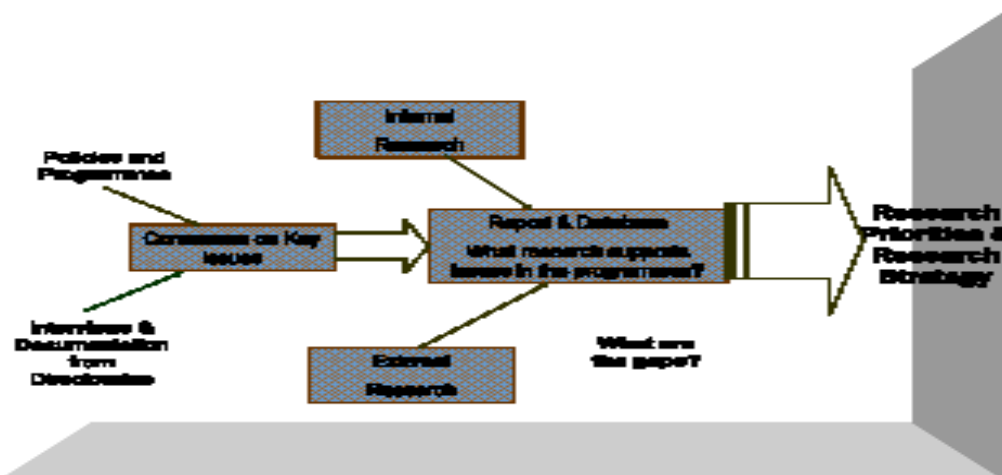 Internal
Research
Policies and
Programmes
Consensus on Key
Issues
Report & Database
What research supports
issues in the programmes?
Research
Priorities &
Research
Strategy
Interviews &
Documentation
from
Directorates
External
Research
What are
the gaps?